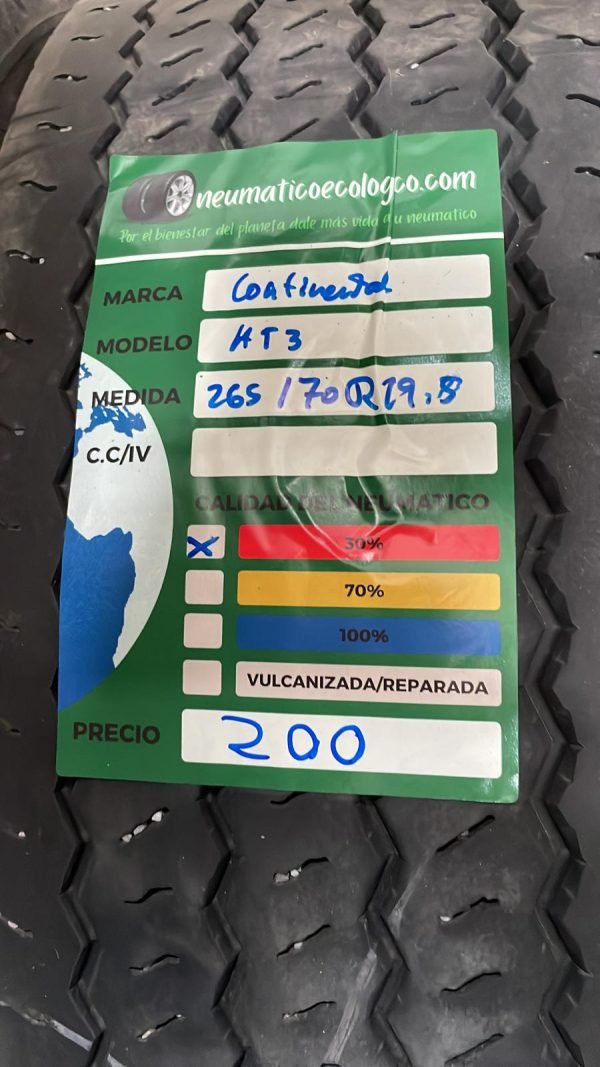 neumaticoecologco.com
Por el bienestar del planeta dale más vida a u neumatico
MARCA Continental
MODELO HT3
MEDIDA 265/70R19.5
C.C/IV
CALIDAD DEL NEUMATICO
X 30%
70%
100%
VULCANIZADA/REPARADA
PRECIO 200